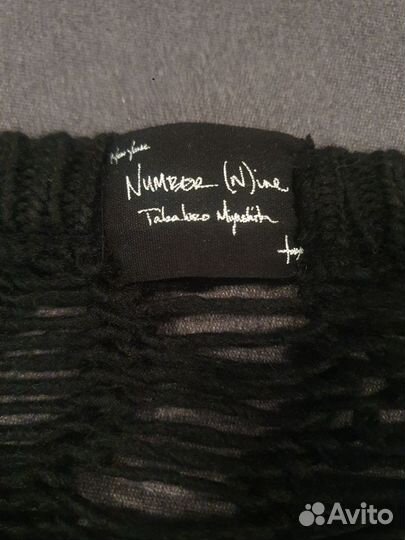 NUMBER (N)ine
Takahiro Miyashita
Avito